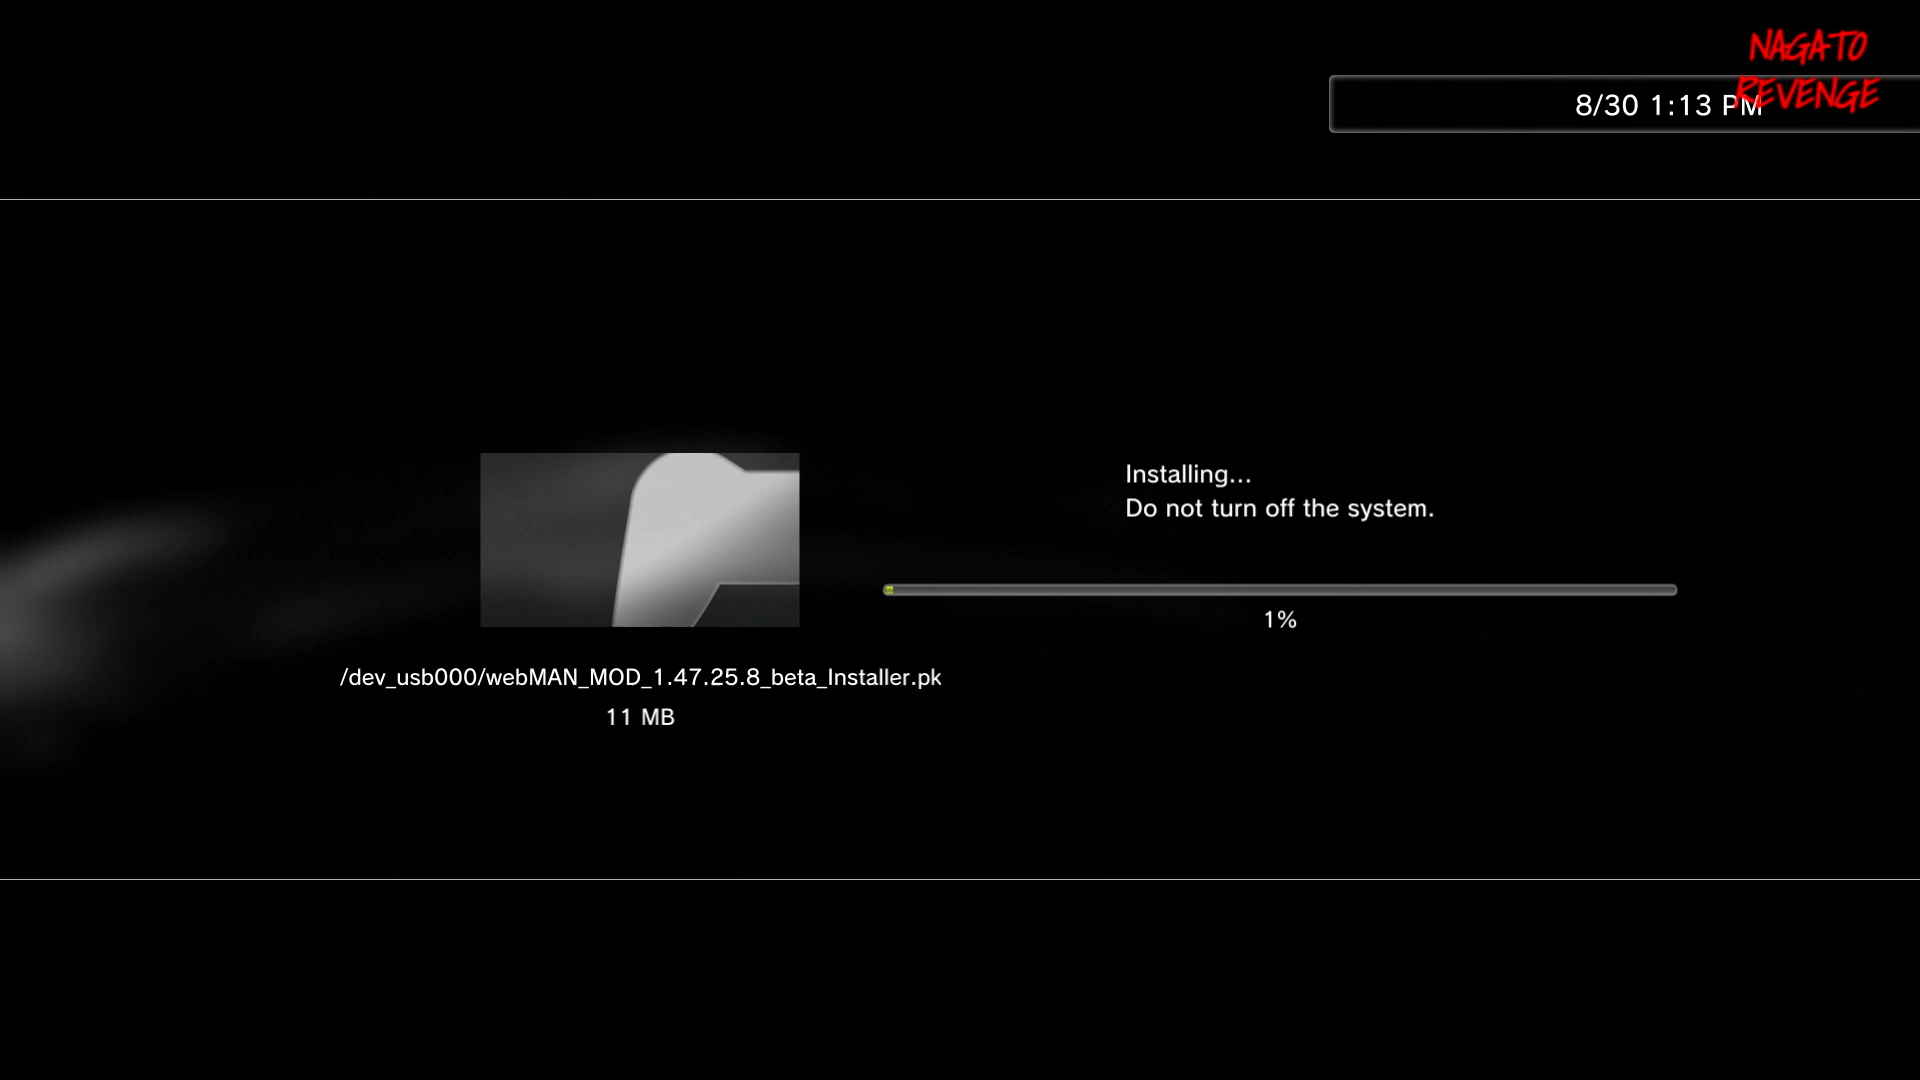 NAGATO
REVENGE
8/30 1:13 PM
Installing...
Do not turn off the system.
1%
/dev_usb000/webMAN_MOD_1.47.25.8_beta_Installer.pk
11 MB